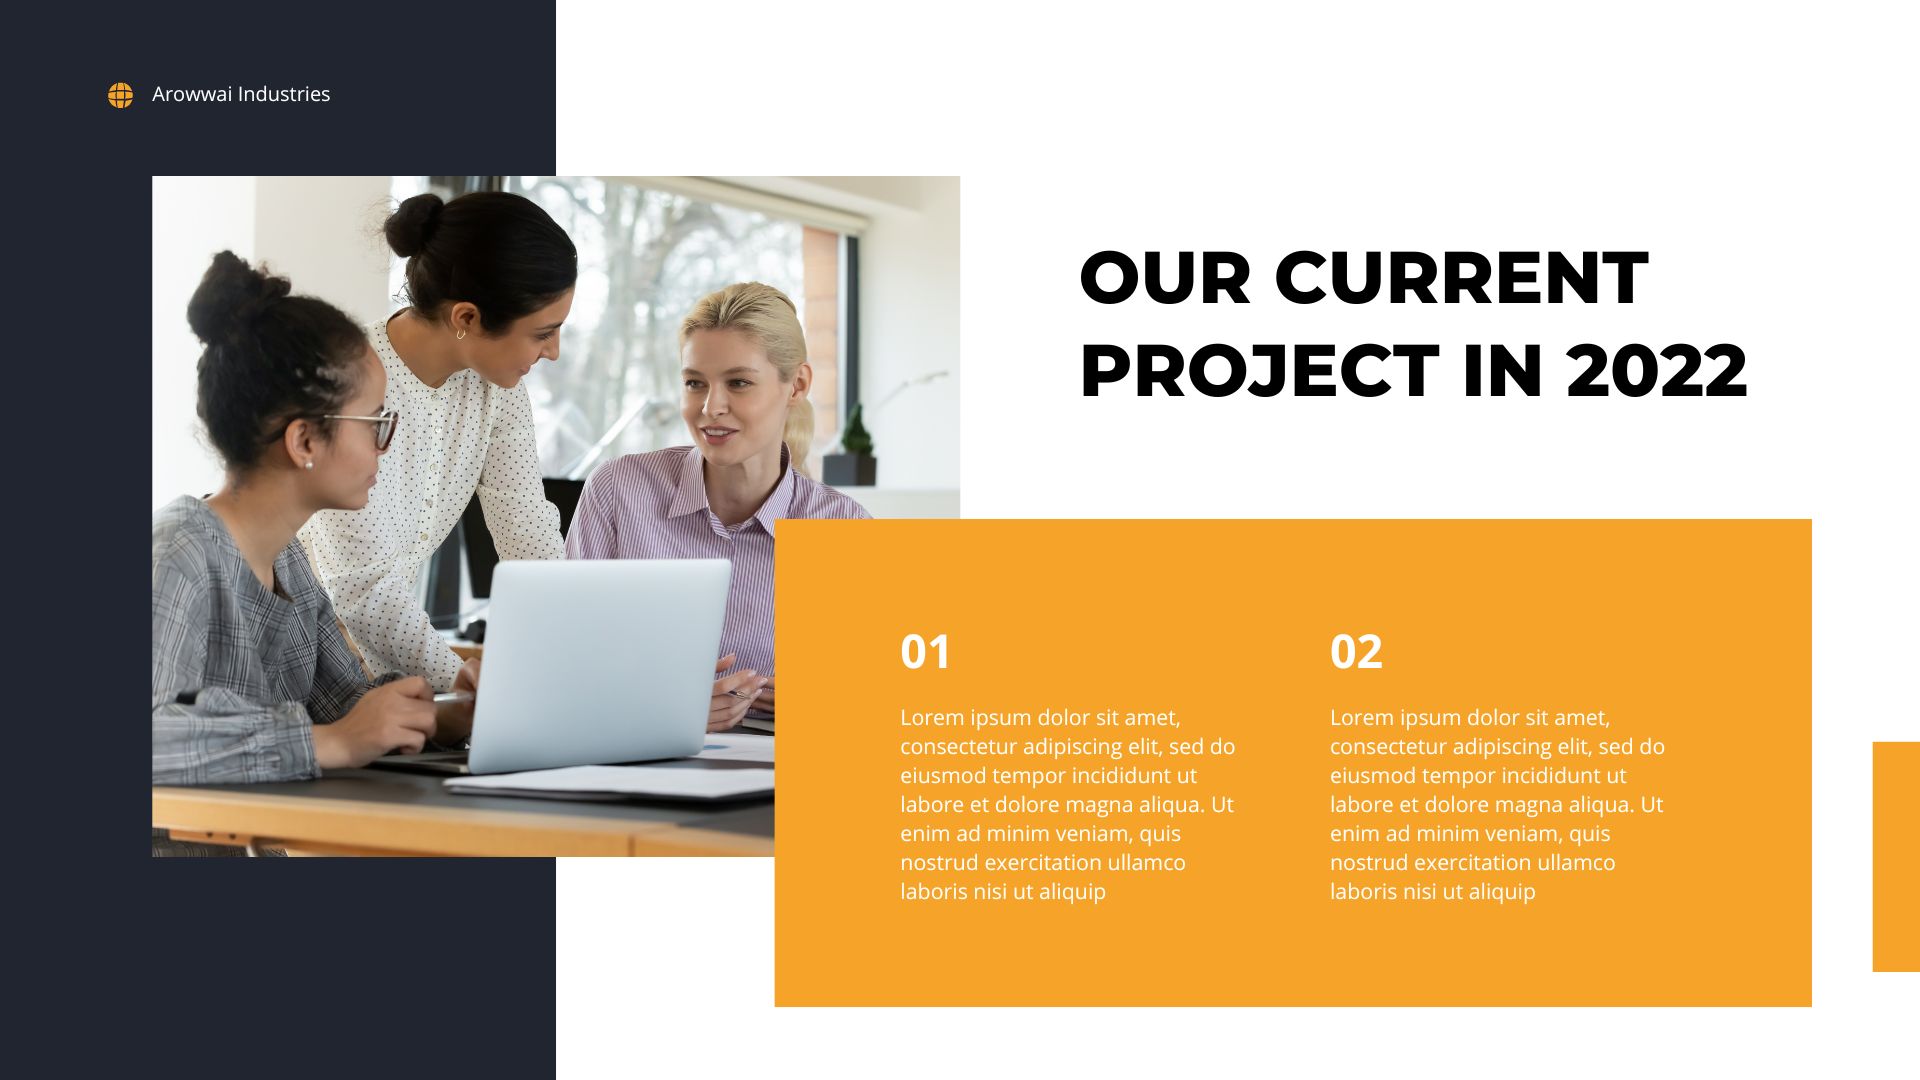 Arowwai Industries
OUR CURRENT
PROJECT IN 2022
01
Lorem ipsum dolor sit amet,
consectetur adipiscing elit, sed do
eiusmod tempor incididunt ut
labore et dolore magna aliqua. Ut
enim ad minim veniam, quis
nostrud exercitation ullamco
laboris nisi ut aliquip
02
Lorem ipsum dolor sit amet,
consectetur adipiscing elit, sed do
eiusmod tempor incididunt ut
labore et dolore magna aliqua. Ut
enim ad minim veniam, quis
nostrud exercitation ullamco
laboris nisi ut aliquip